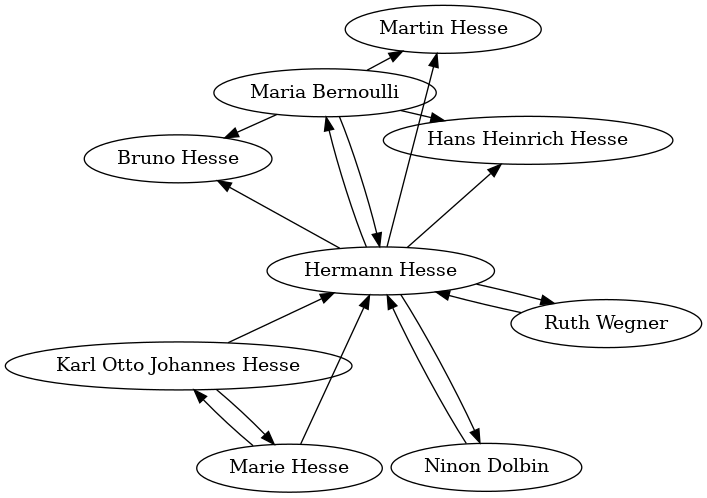 Martin Hesse
Maria Bernoulli
Hans Heinrich Hesse
Bruno Hesse
Hermann Hesse
Ruth Wegner
Karl Otto Johannes Hesse
Marie Hesse
Ninon Dolbin